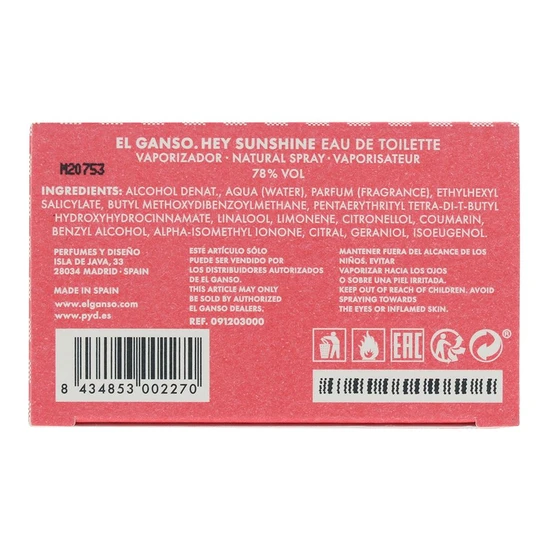 EL GANSO. HEY SUNSHINE EAU DE TOILETTE
VAPORIZADOR · NATURAL SPRAY · VAPORISATEUR
78% VOL
M20753
INGREDIENTS: ALCOHOL DENAT., AQUA (WATER), PARFUM (FRAGRANCE), ETHYLHEXYL
SALICYLATE, BUTYL METHOXYDIBENZOYLMETHANE, PENTAERYTHRITYL TETRA-DI-T-BUTYL
HYDROXYHYDROCINNAMATE, LINALOOL, LIMONENE, CITRONELLOL, COUMARIN,
BENZYL ALCOHOL, ALPHA-ISOMETHYL IONONE, CITRAL, GERANIOL, ISOEUGENOL.
PERFUMES Y DISEÑO
ISLA DE JAVA, 33
28034 MADRID · SPAIN
MADE IN SPAIN
www.elganso.com
www.pyd.es
ESTE ARTÍCULO SÓLO
PUEDE SER VENDIDO POR
LOS DISTRIBUIDORES AUTORIZADOS
DE EL GANSO.
THIS ARTICLE MAY ONLY
BE SOLD BY AUTHORIZED
EL GANSO DEALERS.
REF. 091203000
MANTENER FUERA DEL ALCANCE DE LOS
NIÑOS. EVITAR
VAPORIZAR HACIA LOS OJOS
O SOBRE UNA PIEL IRRITADA.
KEEP OUT OF REACH OF CHILDREN. AVOID
SPRAYING TOWARDS
THE EYES OR INFLAMED SKIN.
8 434853 002270
EAC